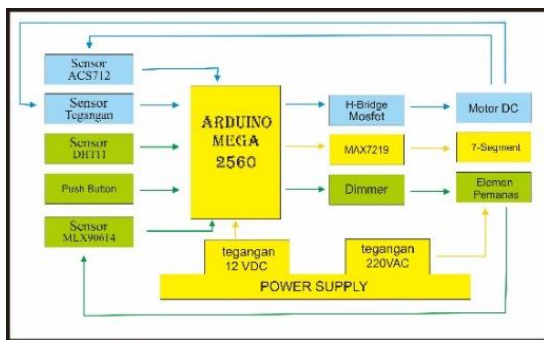 Sensor
ACS712
Sensor
Tegangan
Sensor
DHT11
Push Button
Sensor
MLX90614
ARDUINO
MEGA
2560
H-Bridge
Mosfet
MAX7219
Dimmer
Motor DC
7-Segment
Elemen
Pemanas
tegangan
12 VDC
tegangan
220VAC
POWER SUPPLY